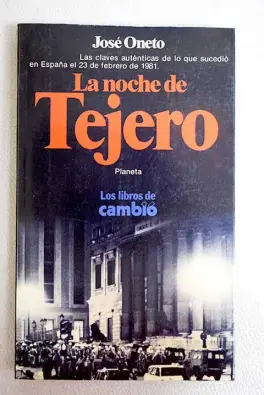 José Oneto
Las claves auténticas de lo que sucedió
en España el 23 de febrero de 1981.
La noche de
Tejero
Planeta
Los libros de
cambio